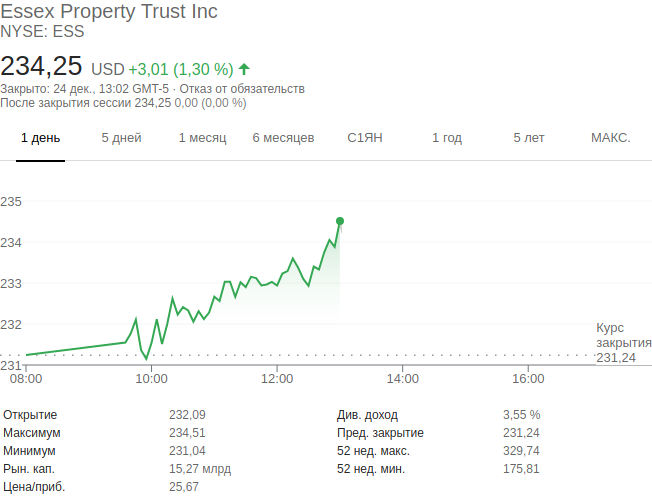 Essex Property Trust Inc
NYSE: ESS
234,25 USD +3,01 (1,30 %)
Закрыто: 24 дек., 13:02 GMT-5 · Отказ от обязательств
После закрытия сессии 234,25 0,00 (0,00 %)
1 день 5 дней 1 месяц 6 месяцев С1ЯН 1 год 5 лет МАКС.
235
234
233
232
Курс
закрытия
231,24
231
08:00 10:00 12:00 14:00 16:00
Открытие 232,09 Див. доход 3,55 %
Максимум 234,51 Пред. закрытие 231,24
Минимум 231,04 52 нед. макс. 329,74
Рын. кап. 15,27 млрд 52 нед. мин. 175,81
Цена/приб. 25,67